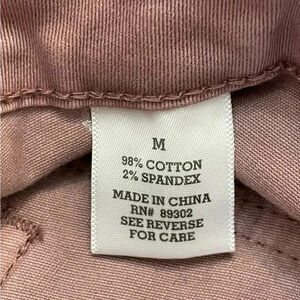 M
98% COTTON
2% SPANDEX
MADE IN CHINA
RN# 89302
SEE REVERSE
FOR CARE